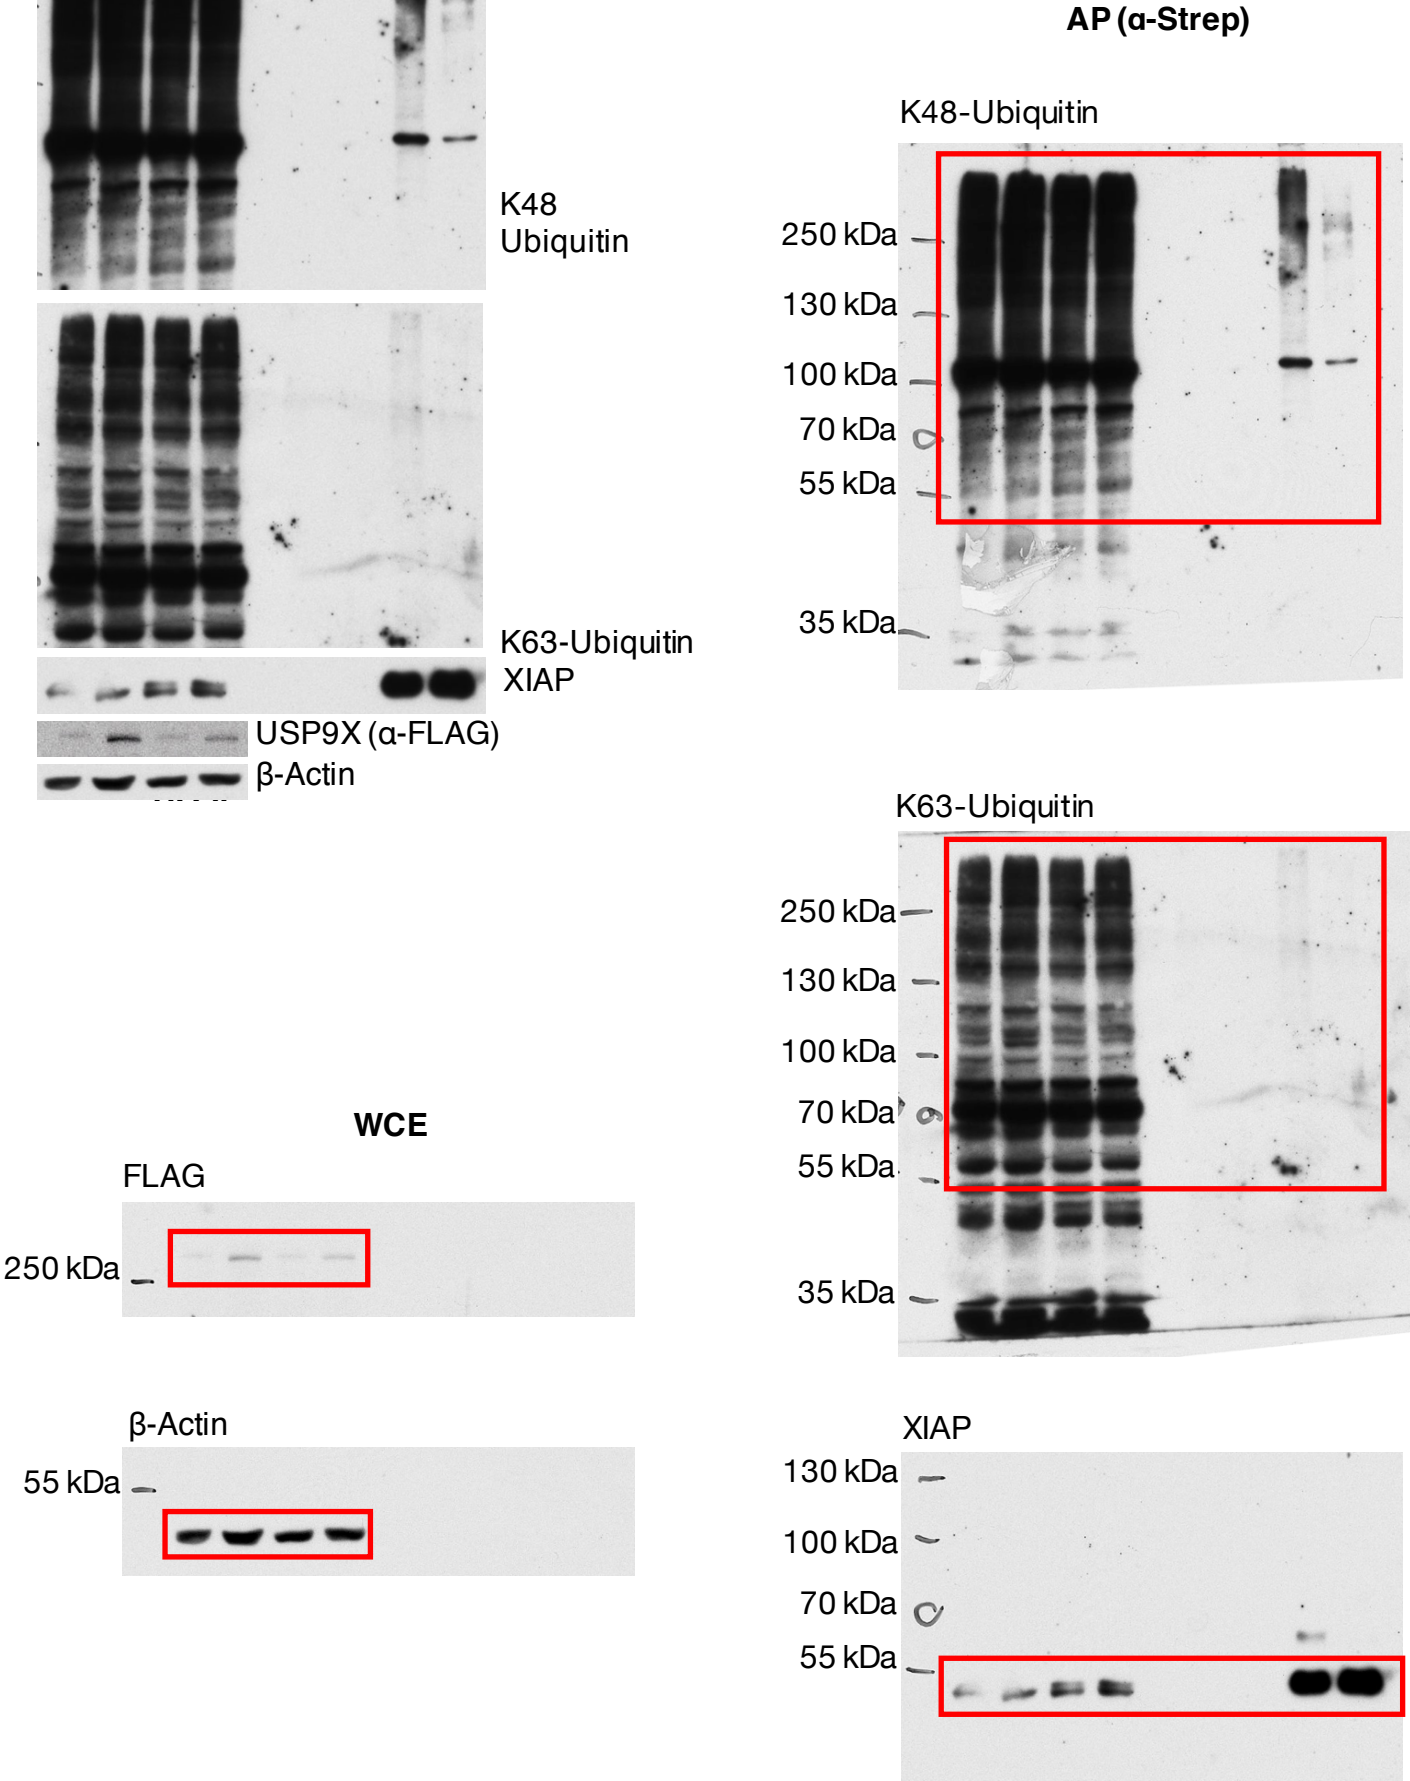 K48
Ubiquitin
K63-Ubiquitin
XIAP
USP9X (α-FLAG)
β-Actin
WCE
FLAG
250 kDa
β-Actin
55 kDa
AP (α-Strep)
K48-Ubiquitin
250 kDa
130 kDa
100 kDa
70 kDa
55 kDa
35 kDa
K63-Ubiquitin
250 kDa
130 kDa
100 kDa
70 kDa
55 kDa
35 kDa
XIAP
130 kDa
100 kDa
70 kDa
55 kDa